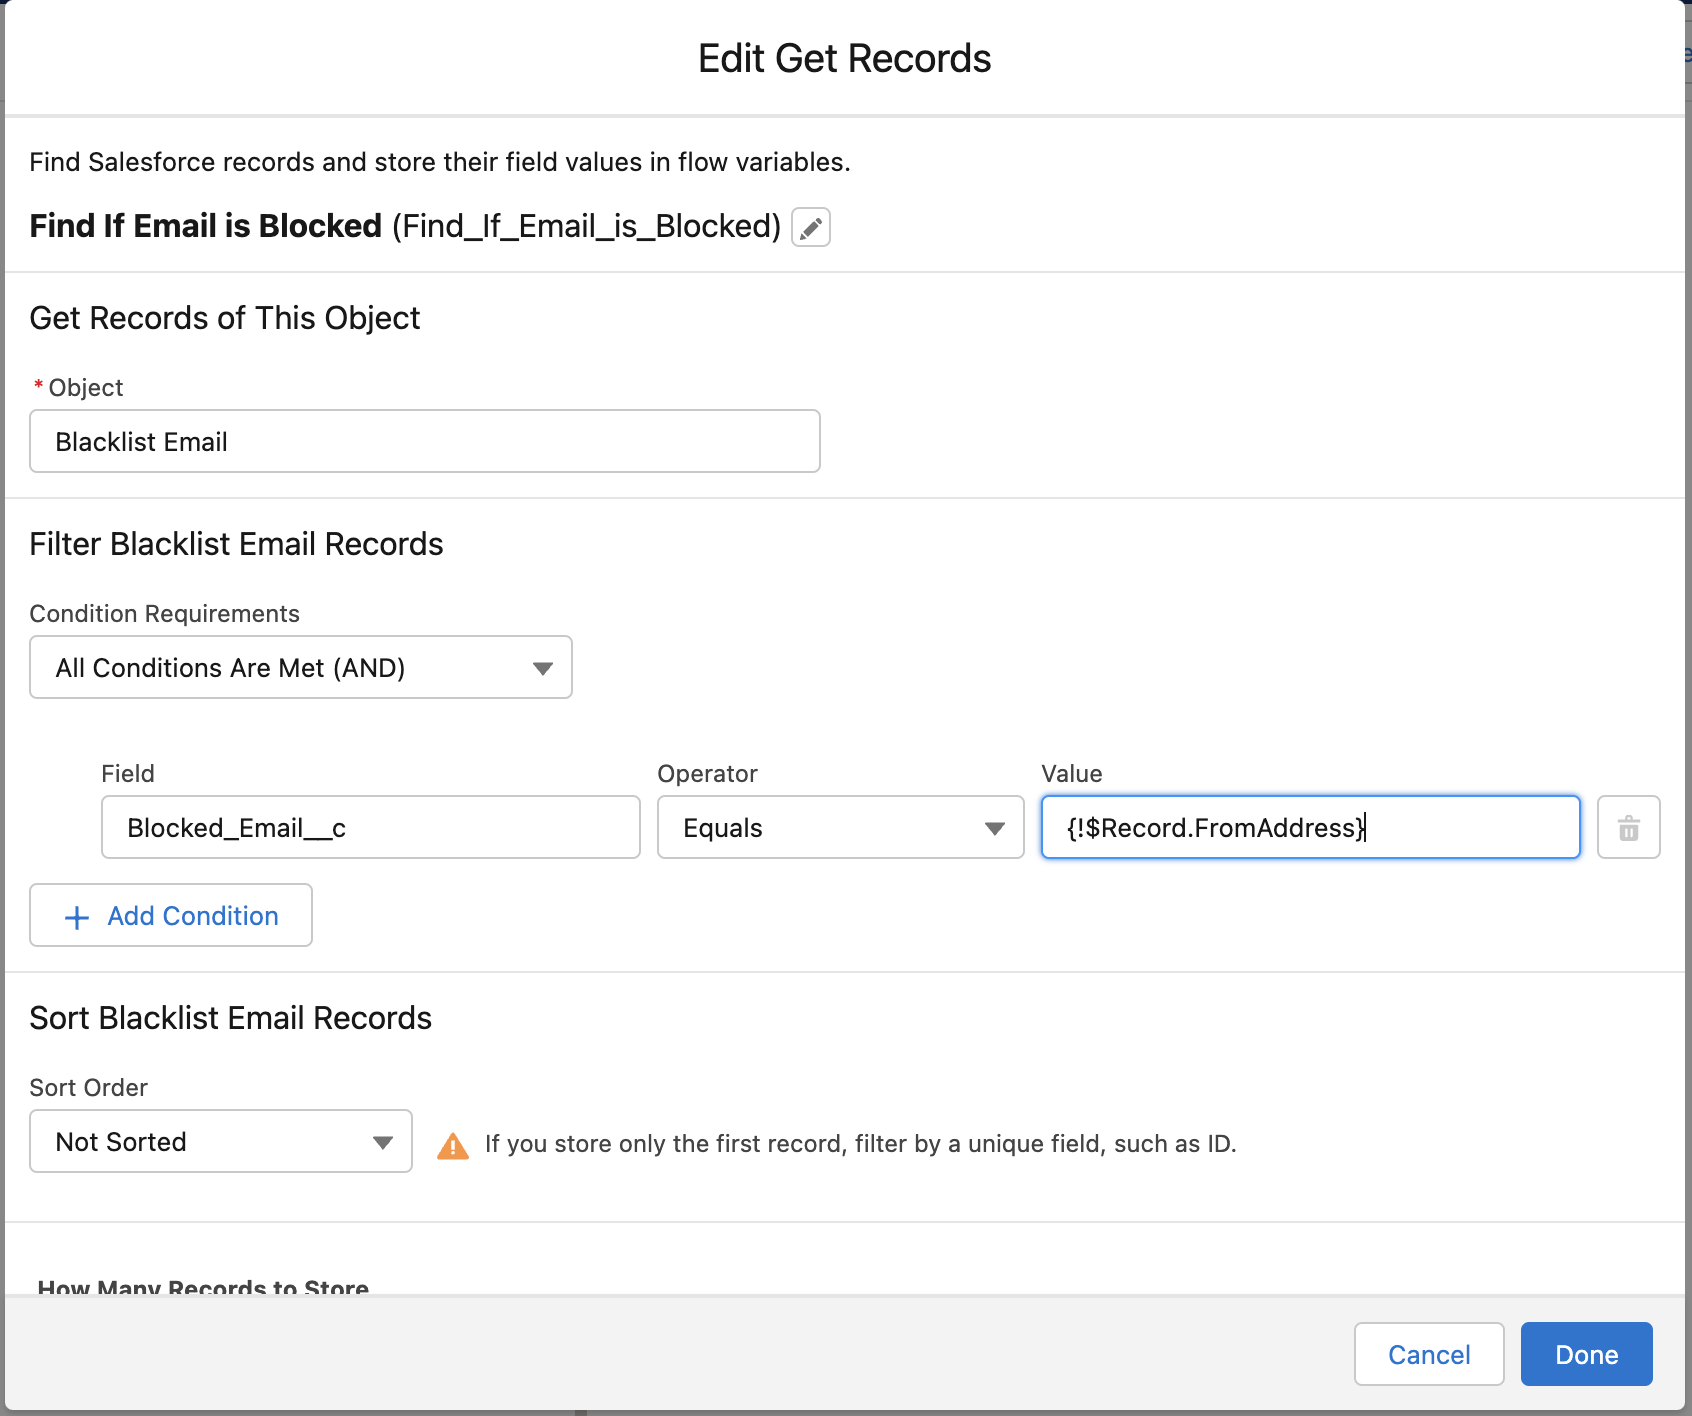 Edit Get Records
Find Salesforce records and store their field values in flow variables.
Find If Email is Blocked (Find_If_Email_is_Blocked)
Get Records of This Object
* Object
Blacklist Email
Filter Blacklist Email Records
Condition Requirements
All Conditions Are Met (AND)
Field Operator Value
Blocked_Email__c Equals {!$Record.FromAddress}
+ Add Condition
Sort Blacklist Email Records
Sort Order
Not Sorted If you store only the first record, filter by a unique field, such as ID.
How Many Records to Store
Cancel Done